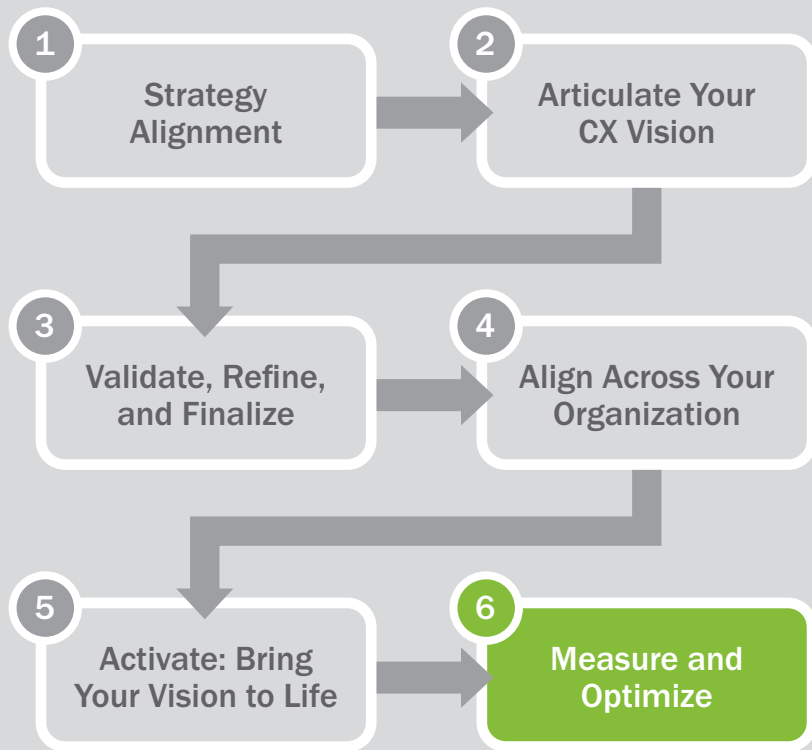 1
Strategy
Alignment
2
Articulate Your
CX Vision
3
Validate, Refine,
and Finalize
4
Align Across Your
Organization
5
Activate: Bring
Your Vision to Life
6
Measure and
Optimize